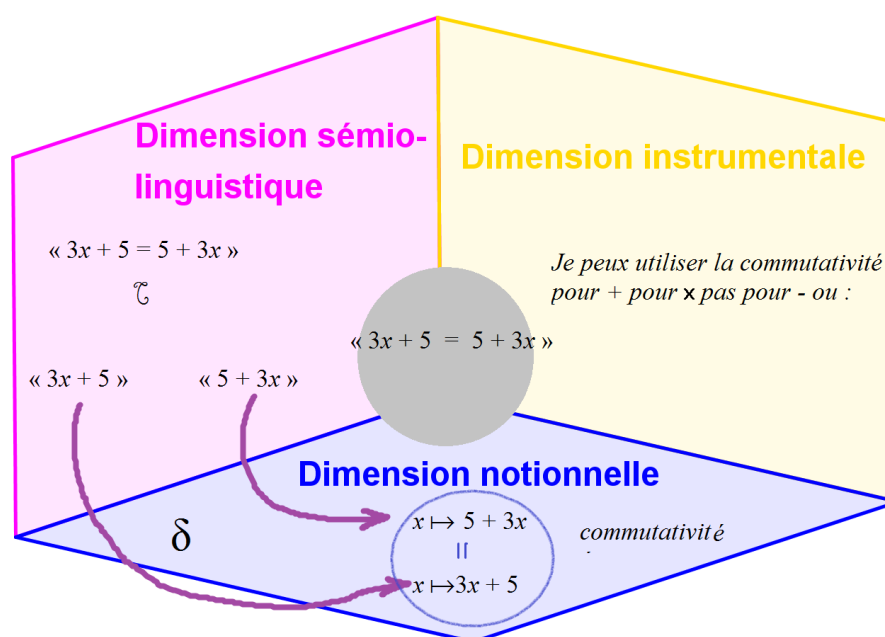 Dimension sémio-
linguistique
Dimension instrumentale
« 3x + 5 = 5 + 3x »
Je peux utiliser la commutativité
pour + pour x pas pour - ou :
« 3x + 5 = 5 + 3x »
« 3x + 5 »
« 5 + 3x »
Dimension notionnelle
x ↦ 5 + 3x
commutativité
δ
=
x ↦ 3x + 5